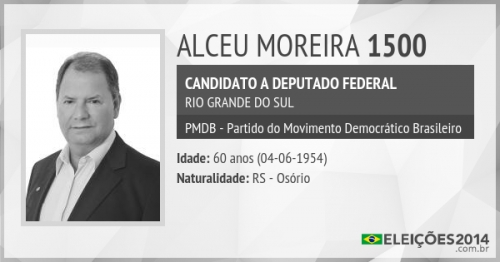 ALCEU MOREIRA 1500
CANDIDATO A DEPUTADO FEDERAL
RIO GRANDE DO SUL
PMDB - Partido do Movimento Democrático Brasileiro
Idade: 60 anos (04-06-1954)
Naturalidade: RS - Osório
ELEIÇÕES2014
.com.br